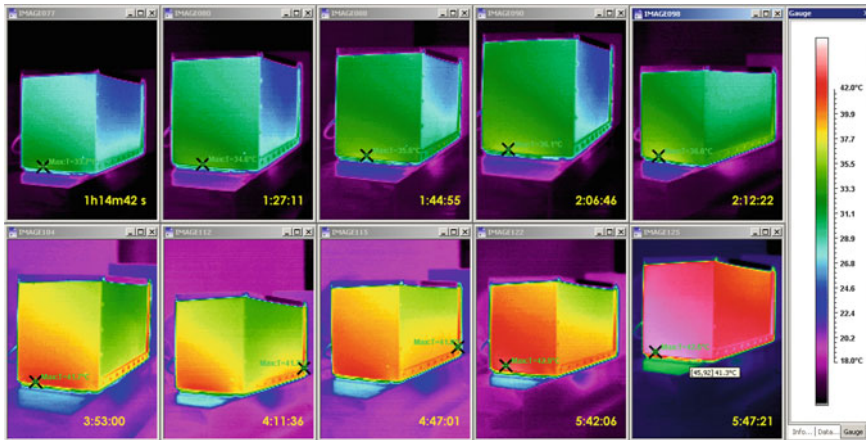 IMAGE077
IMAGE080
IMAGE088
IMAGE090
IMAGE098
Gauge
1h14m42 s
1:27:11
1:44:55
2:06:46
2:12:22
IMAGE104
IMAGE112
IMAGE113
IMAGE122
IMAGE125
3:53:00
4:11:36
4:47:01
5:42:06
5:47:21
[45,92] 41.3°C
42.0°C
39.9
37.7
35.5
33.3
31.1
28.9
26.8
24.6
22.4
20.2
18.0°C
Info...
Data...
Gauge